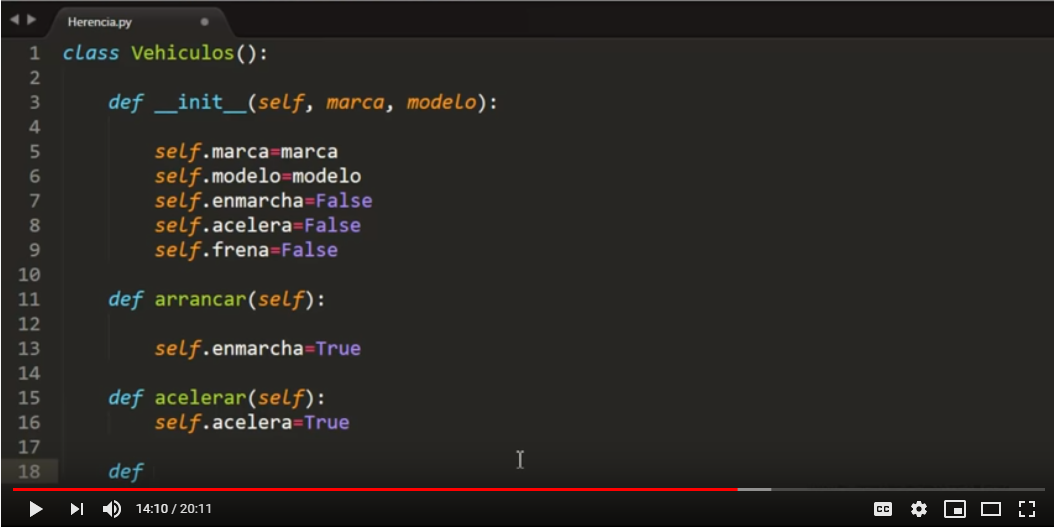 Herencia.py
1 class Vehiculos():
2
3 def __init__(self, marca, modelo):
4
5 self.marca=marca
6 self.modelo=modelo
7 self.enmarcha=False
8 self.acelera=False
9 self.frena=False
10
11 def arrancar(self):
12
13 self.enmarcha=True
14
15 def acelerar(self):
16 self.acelera=True
17
18 def
14:10 / 20:11
CC